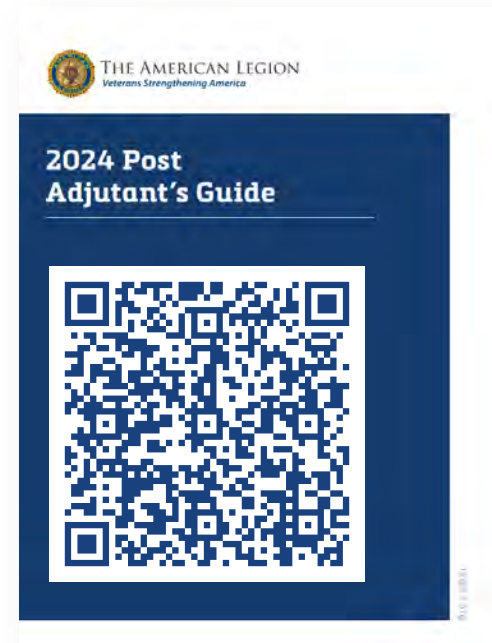 THE AMERICAN LEGION
Veterans Strengthening America
2024 Post
Adjutant's Guide